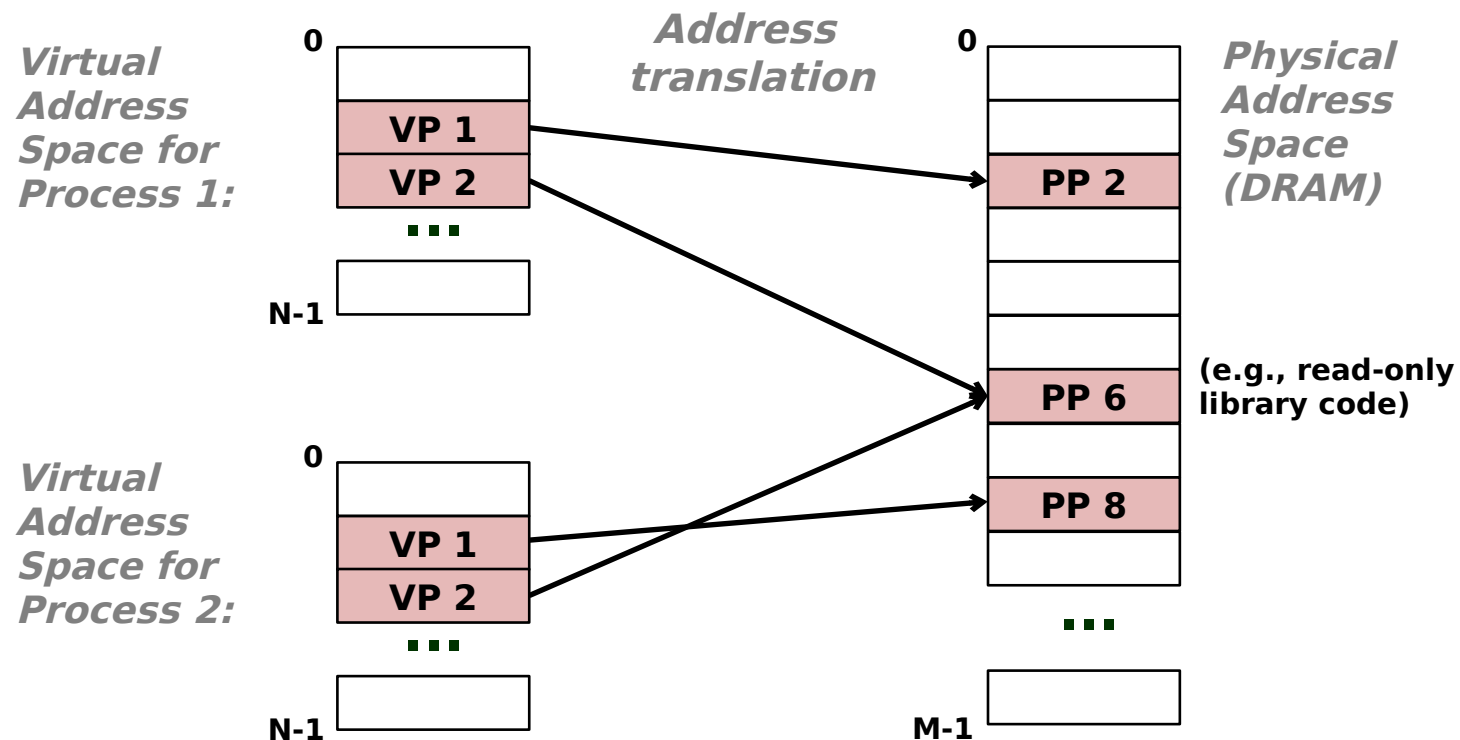 Virtual
Address
Space for
Process 1:
0
VP 1
VP 2
...
N-1
Address
translation
0
PP 2
PP 6
PP 8
...
M-1
Physical
Address
Space
(DRAM)
(e.g., read-only
library code)
Virtual
Address
Space for
Process 2:
0
VP 1
VP 2
...
N-1